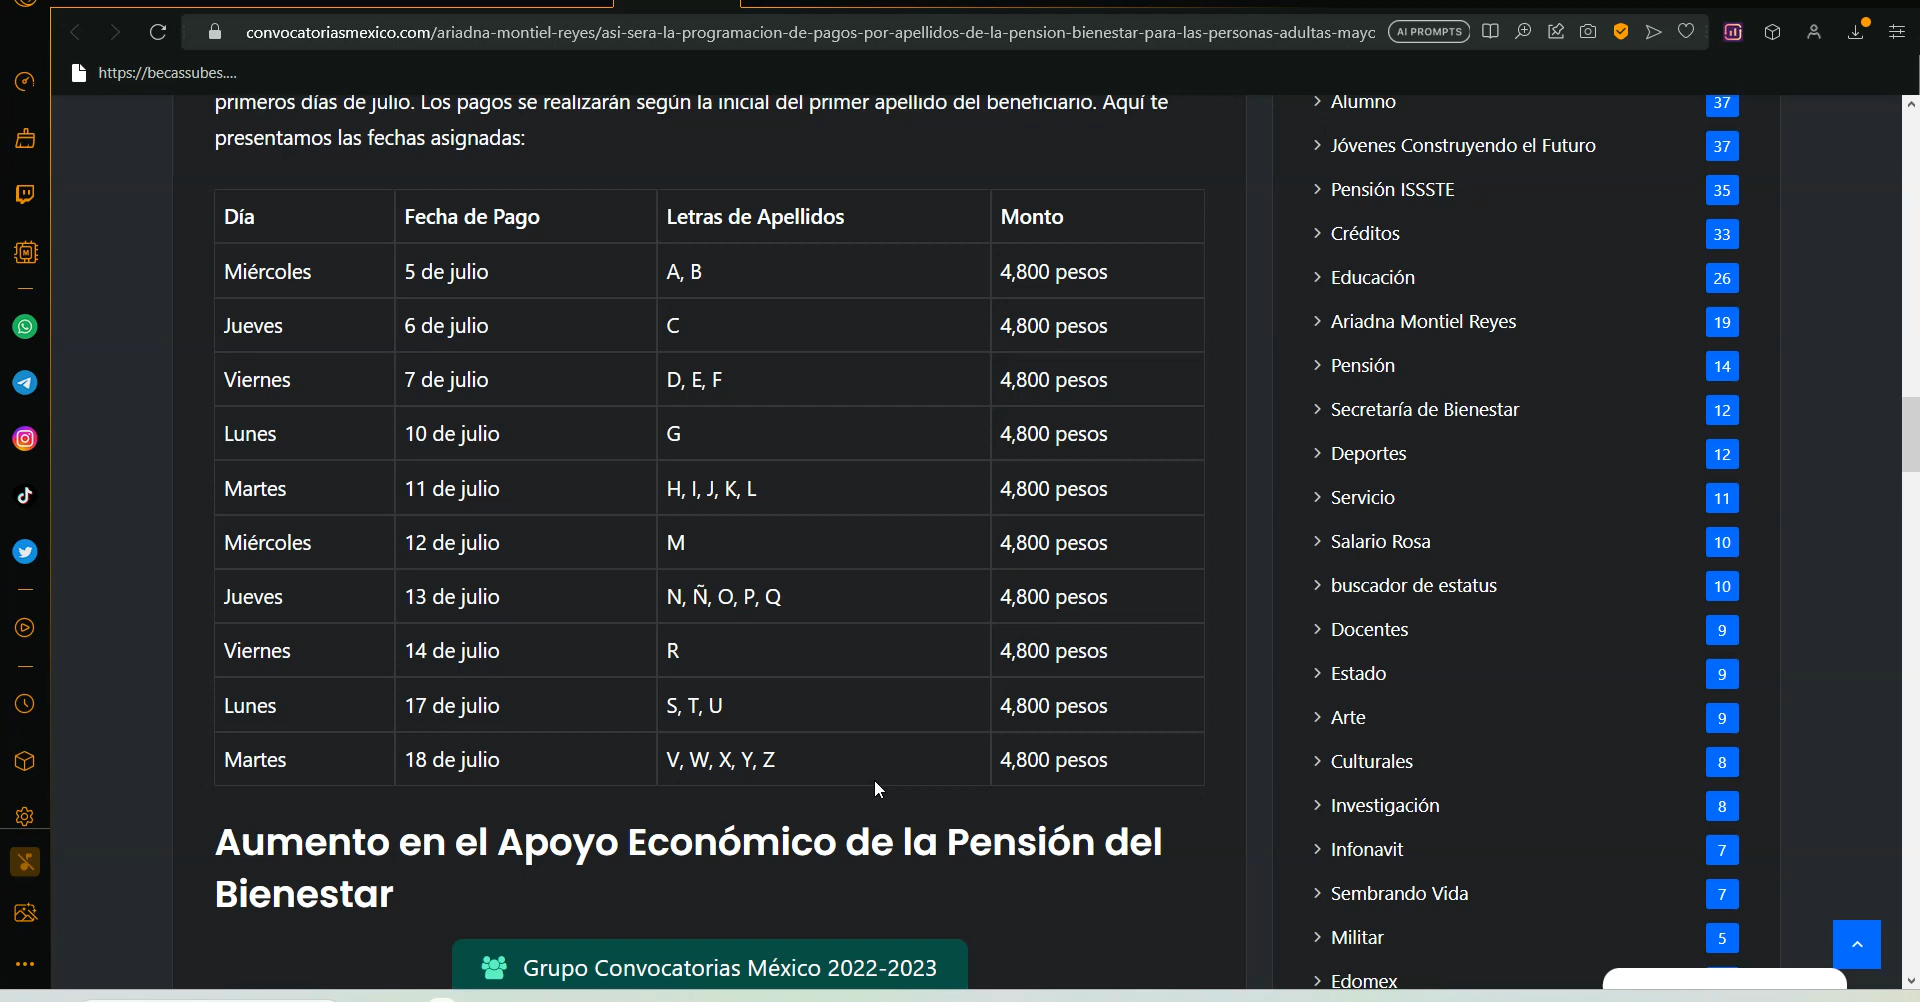 convocatoriasmexico.com/ariadna-montiel-reyes/asi-sera-la-programacion-de-pagos-por-apellidos-de-la-pension-bienestar-para-las-personas-adultas-mayo
AI PROMPTS
https://becassubes....
primeros días de julio. Los pagos se realizarán según la inicial del primer apellido del beneficiario. Aquí te
presentamos las fechas asignadas:
Día Fecha de Pago Letras de Apellidos Monto
Miércoles 5 de julio A, B 4,800 pesos
Jueves 6 de julio C 4,800 pesos
Viernes 7 de julio D, E, F 4,800 pesos
Lunes 10 de julio G 4,800 pesos
Martes 11 de julio H, I, J, K, L 4,800 pesos
Miércoles 12 de julio M 4,800 pesos
Jueves 13 de julio N, Ñ, O, P, Q 4,800 pesos
Viernes 14 de julio R 4,800 pesos
Lunes 17 de julio S, T, U 4,800 pesos
Martes 18 de julio V, W, X, Y, Z 4,800 pesos
Aumento en el Apoyo Económico de la Pensión del
Bienestar
Grupo Convocatorias México 2022-2023
Alumno 37
Jóvenes Construyendo el Futuro 37
Pensión ISSSTE 35
Créditos 33
Educación 26
Ariadna Montiel Reyes 19
Pensión 14
Secretaría de Bienestar 12
Deportes 12
Servicio 11
Salario Rosa 10
buscador de estatus 10
Docentes 9
Estado 9
Arte 9
Culturales 8
Investigación 8
Infonavit 7
Sembrando Vida 7
Militar 5
Edomex